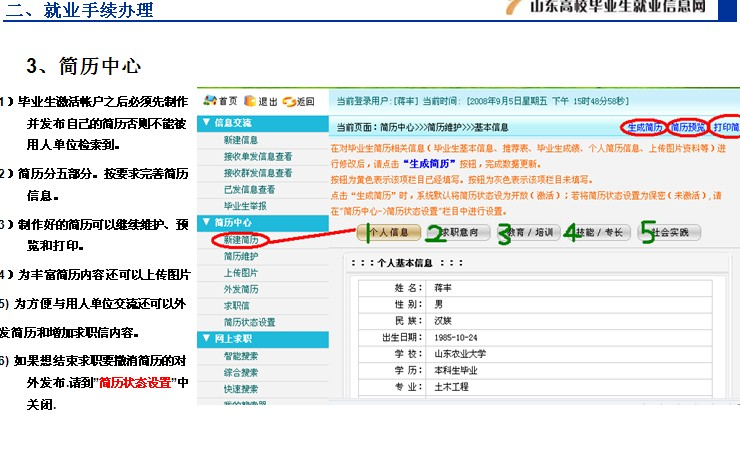 二、就业手续办理
山东高校毕业生就业信息网
3、简历中心
1）毕业生激活帐户之后必须先制作
并发布自己的简历否则不能被
用人单位检索到。
2）简历分五部分。按要求完善简历
信息。
3）制作好的简历可以继续维护、预
览和打印。
4）为丰富简历内容还可以上传图片
5）为方便与用人单位交流还可以外
发简历和增加求职信内容。
6）如果想结束求职要撤消简历的对
外发布.请到"简历状态设置"中
关闭.
首页 退出 返回
当前登录用户:[蒋丰] 当前时间: [2008年9月5日星期五 下午 15时48分58秒]
信息交流
新建信息
接收单发信息查看
接收群发信息查看
已发信息查看
毕业生举报
简历中心
新建简历
简历维护
上传图片
外发简历
求职信
简历状态设置
网上求职
智能搜索
综合搜索
快速搜索
我的搜索器
当前页面：简历中心>>>简历维护>>>基本信息
生成简历 简历预览 打印简
在对毕业生简历相关信息（毕业生基本信息、推荐表、毕业生成绩、个人简历信息、上传图片资料等）进
行修改后，请点击"生成简历"按钮，完成数据更新。
按钮为黄色表示该项栏目已经填写。按钮为灰色表示该项栏目未填写。
点击"生成简历"时，系统默认将简历状态设为开放（激活）；若将简历状态设置为保密（未激活），请
在"简历中心->简历状态设置"栏目中进行设置。
1 个人信息 2 求职意向 3 教育 / 培训 4 技能 / 专长 5 社会实践
：：：个人基本信息 ：：：
姓 名： 蒋丰
性 别： 男
民 族： 汉族
出生日期： 1985-10-24
学 校： 山东农业大学
学 历： 本科生毕业
专 业： 土木工程